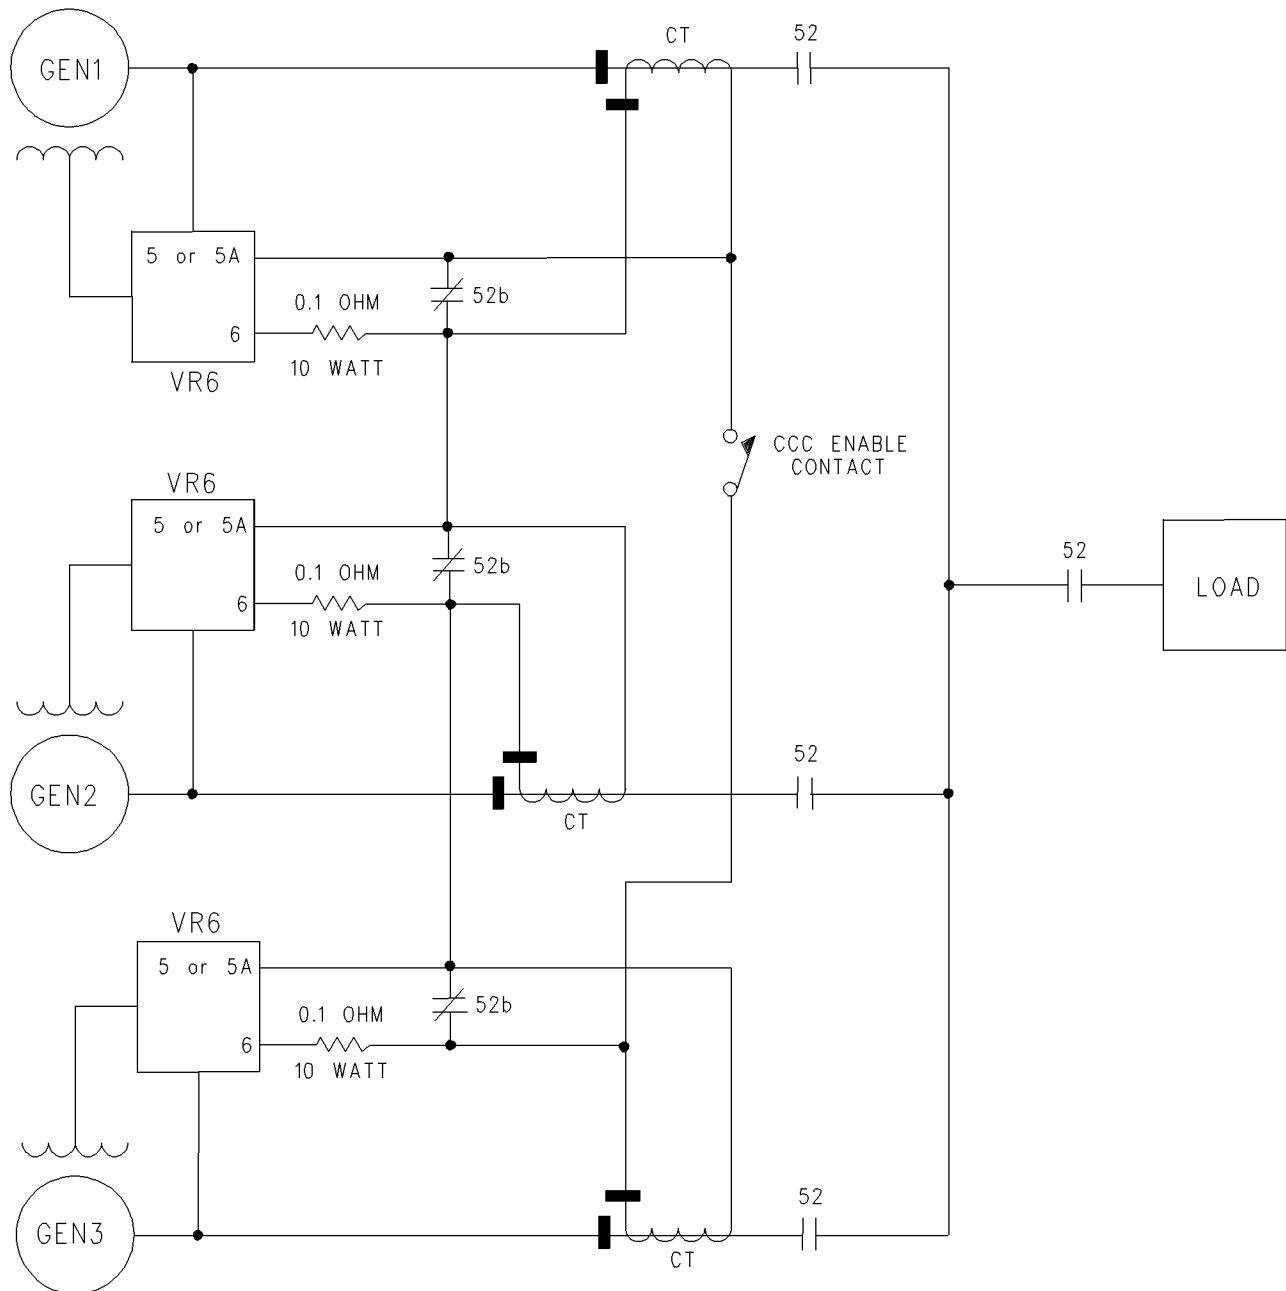 CT
52
GEN1
5 or 5A
0.1 OHM
52b
6
10 WATT
VR6
CCC ENABLE
CONTACT
VR6
5 or 5A
0.1 OHM
52b
6
10 WATT
52
LOAD
GEN2
CT
52
VR6
5 or 5A
0.1 OHM
52b
6
10 WATT
GEN3
CT
52